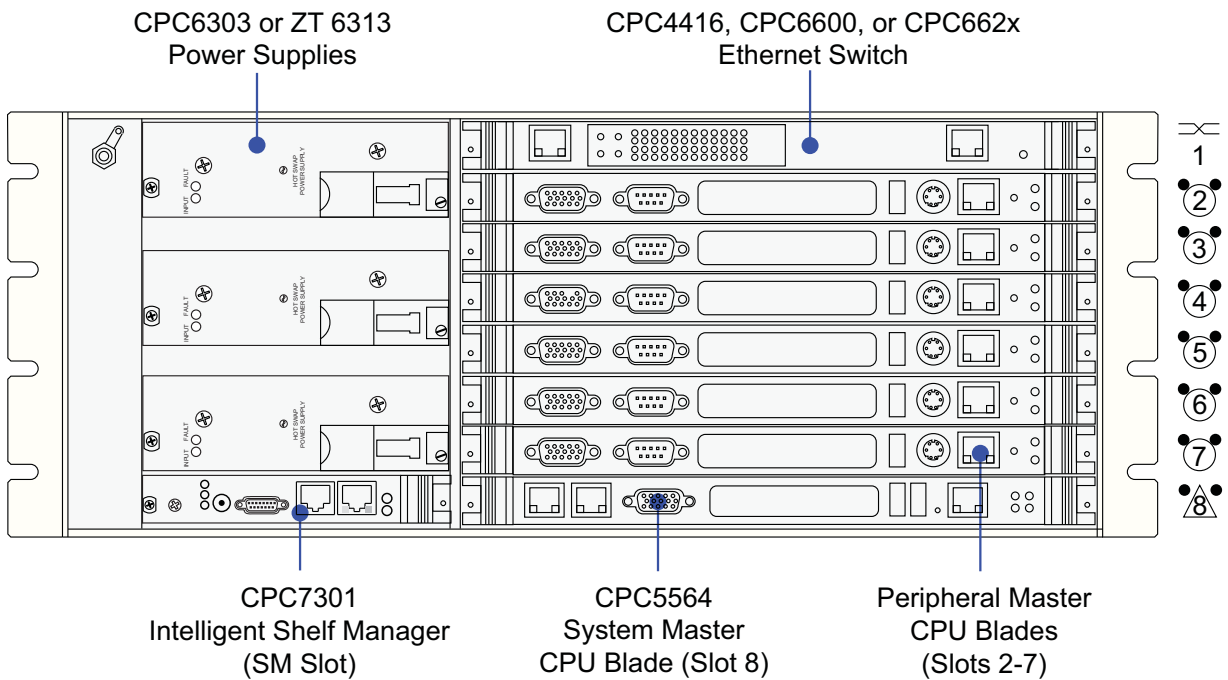 CPC6303 or ZT 6313
Power Supplies
CPC4416, CPC6600, or CPC662x
Ethernet Switch
INPUT FAULT
HOT SWAP
POWER SUPPLY
INPUT FAULT
HOT SWAP
POWER SUPPLY
INPUT FAULT
HOT SWAP
POWER SUPPLY
1
2
3
4
5
6
7
8
CPC7301
Intelligent Shelf Manager
(SM Slot)
CPC5564
System Master
CPU Blade (Slot 8)
Peripheral Master
CPU Blades
(Slots 2-7)